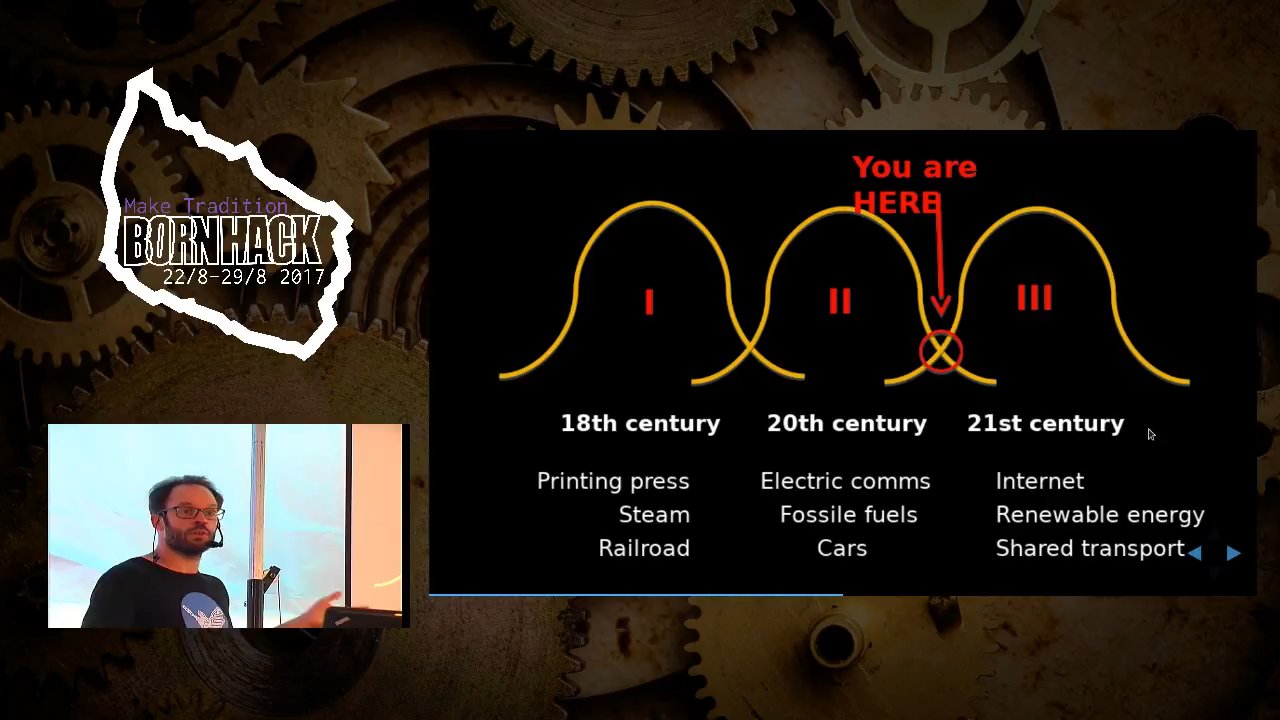 Make Tradition
BORNHACK
22/8-29/8 2017
You are
HERE
I
II
III
18th century
20th century
21st century
Printing press
Electric comms
Internet
Steam
Fossile fuels
Renewable energy
Railroad
Cars
Shared transport